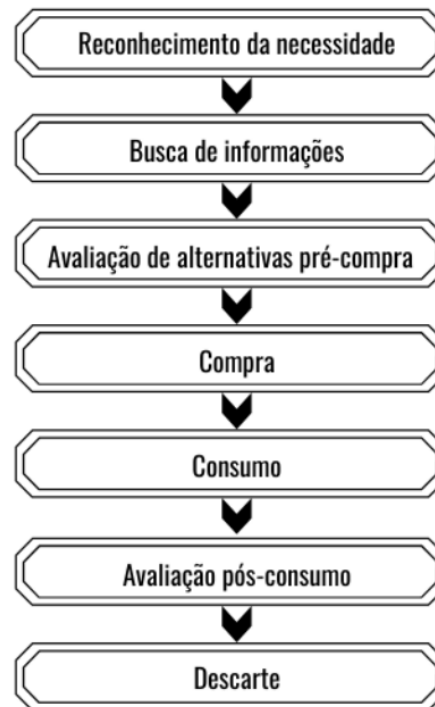 Reconhecimento da necessidade
Busca de informações
Avaliação de alternativas pré-compra
Compra
Consumo
Avaliação pós-consumo
Descarte